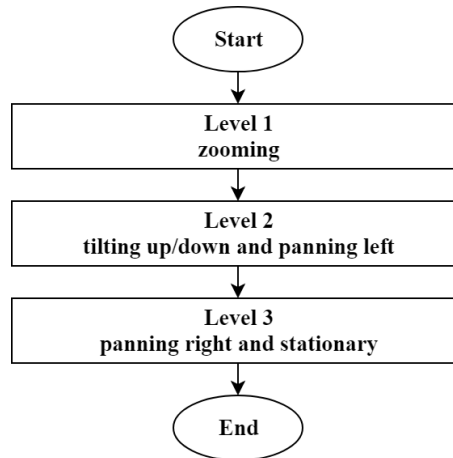 Start
Level 1
zooming
Level 2
tilting up/down and panning left
Level 3
panning right and stationary
End